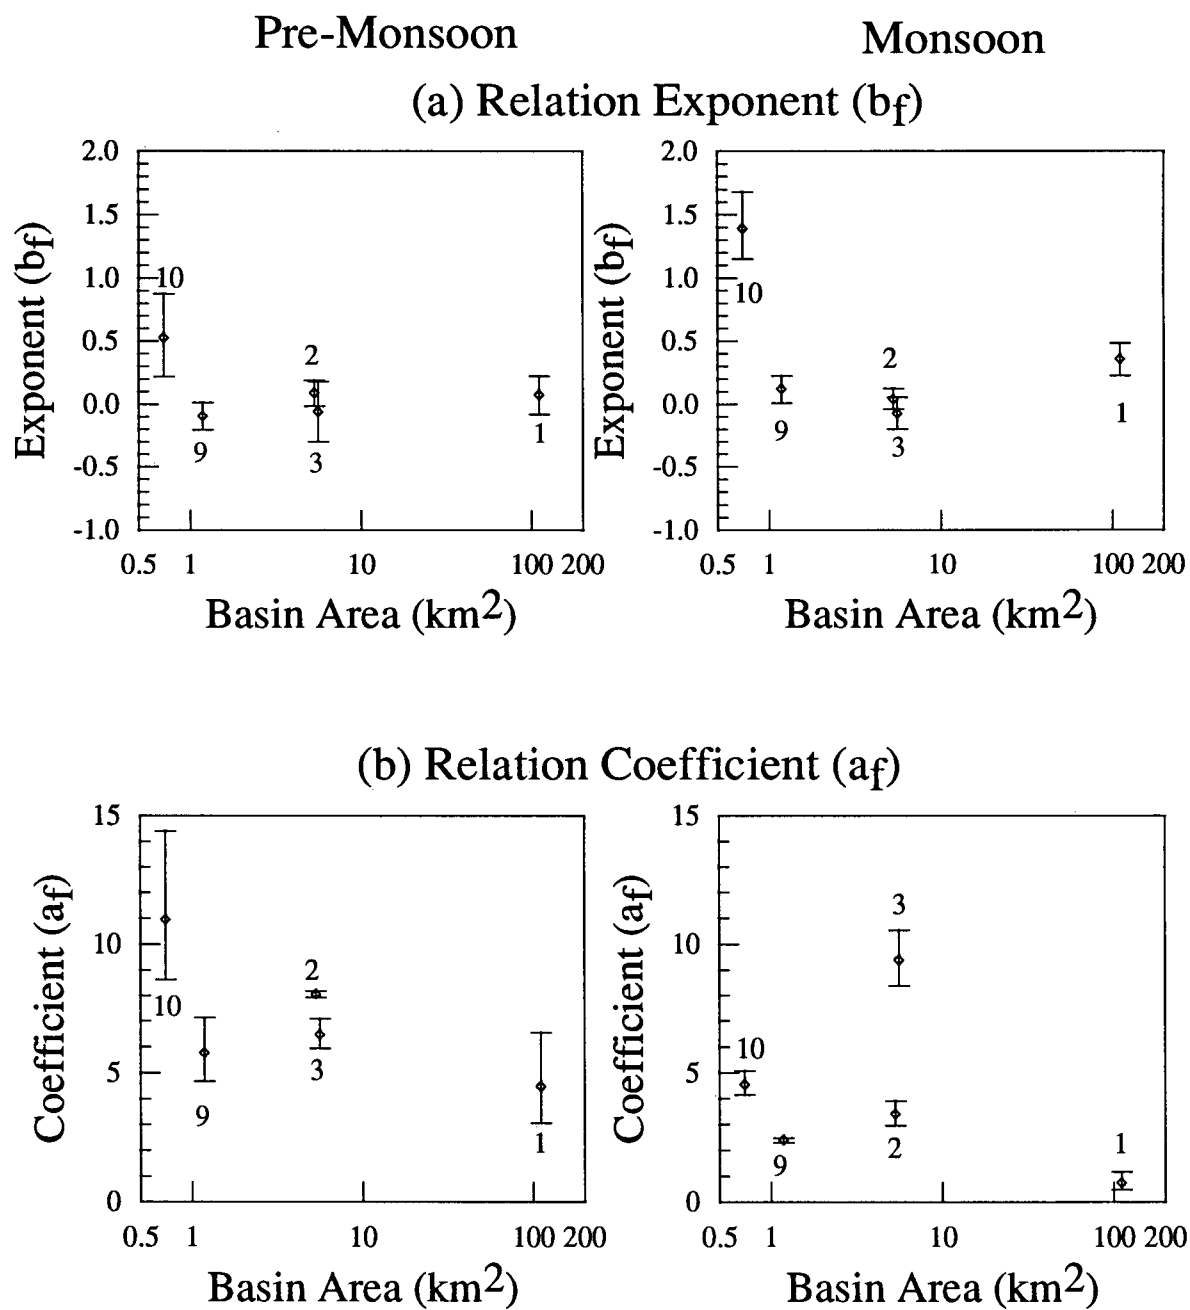 Pre-Monsoon Monsoon
(a) Relation Exponent (bf)
2.0
1.5
1.0
0.5
0.0
-0.5
-1.0
Exponent (bf)
10
9
2
3
1
0.5 1 10 100 200
Basin Area (km2)
2.0
1.5
1.0
0.5
0.0
-0.5
-1.0
Exponent (bf)
10
9
2
3
1
0.5 1 10 100 200
Basin Area (km2)
(b) Relation Coefficient (af)
15
10
5
0
Coefficient (af)
10
9
2
3
1
0.5 1 10 100 200
Basin Area (km2)
15
10
5
0
Coefficient (af)
10
9
3
2
1
0.5 1 10 100 200
Basin Area (km2)